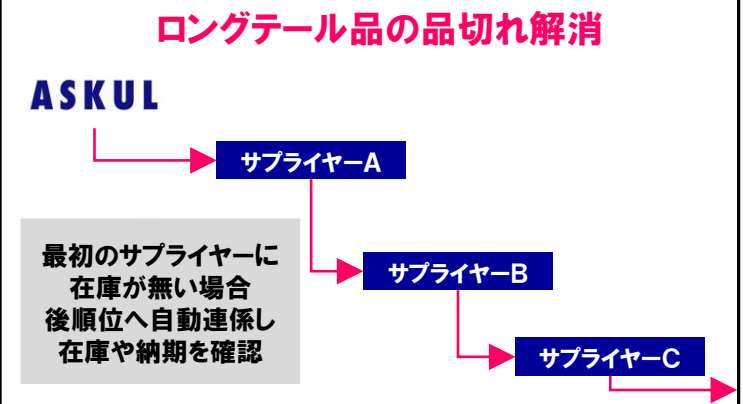 ロングテール品の品切れ解消
ASKUL
サプライヤーA
最初のサプライヤーに
在庫が無い場合
後順位へ自動連係し
在庫や納期を確認
サプライヤーB
サプライヤーC